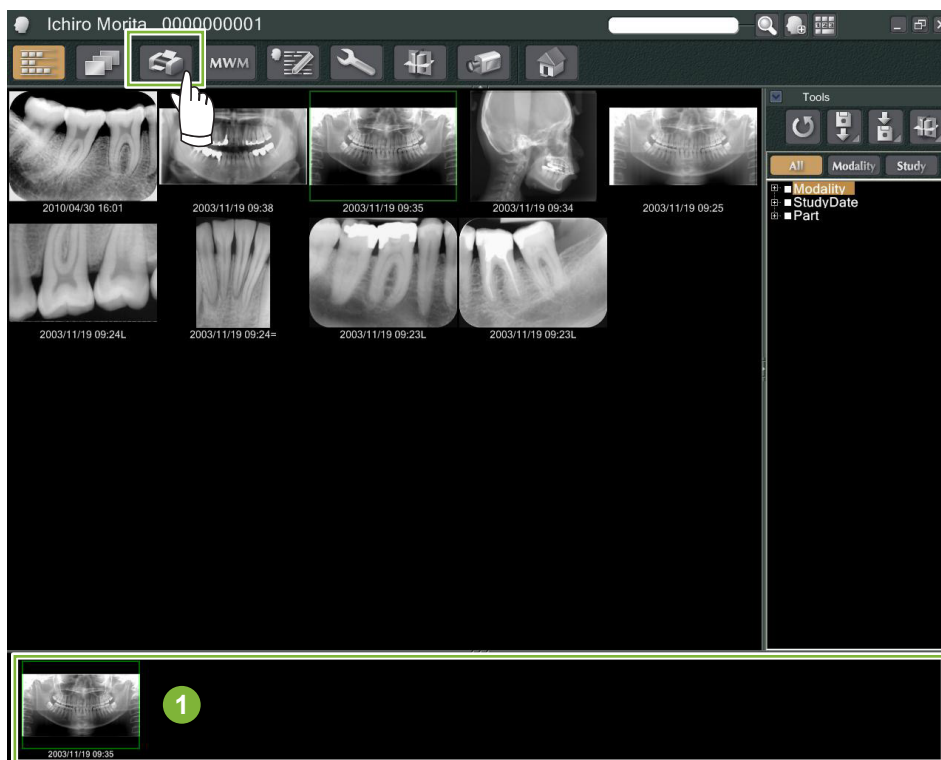 Ichiro Morita 0000000001
MWM
Tools
All Modality Study
Modality
StudyDate
Part
2010/04/30 16:01
2003/11/19 09:38
2003/11/19 09:35
2003/11/19 09:34
2003/11/19 09:25
2003/11/19 09:24L
2003/11/19 09:24=
2003/11/19 09:23L
2003/11/19 09:23L
1
2003/11/19 09:35